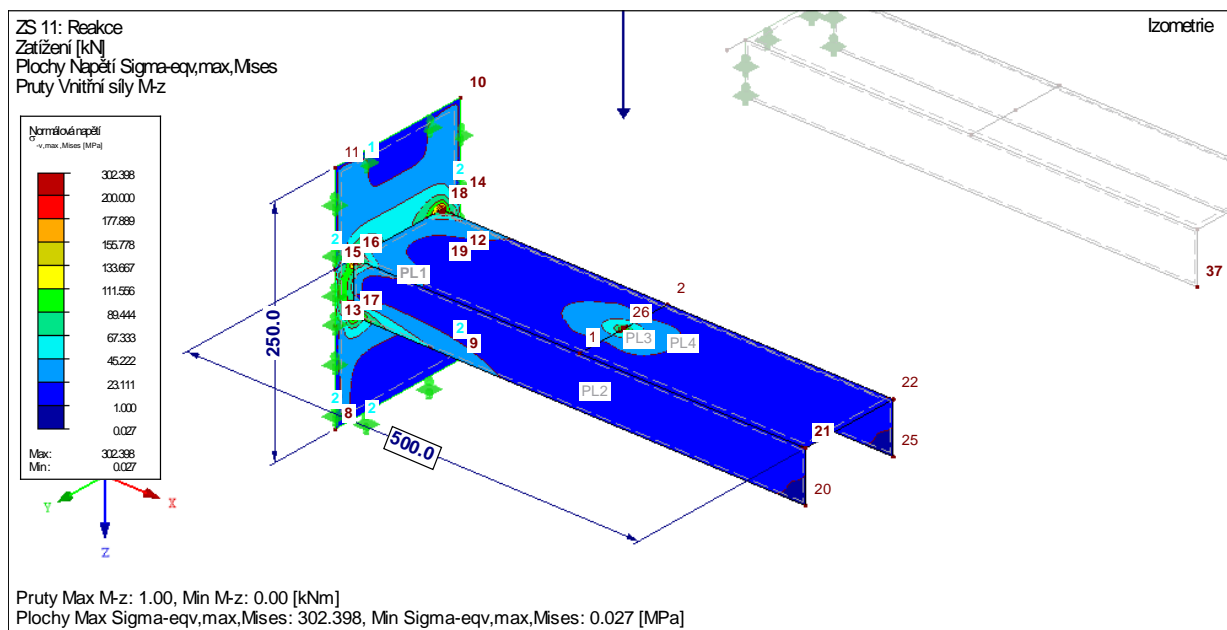 ZS 11: Reakce
Zatížení [kN]
Plochy Napětí Sigma-eqv,max,Mises
Pruty Vnitřní síly M-z
Izometrie
Normálová napětí
σ-v,max,Mises [MPa]
302.398
200.000
177.889
155.778
133.667
111.556
89.444
67.333
45.222
23.111
1.000
0.027
Max: 302.398
Min: 0.027
10
11
1
2
14
18
2
16
15
12
19
PL1
17
13
2
9
2
26
1
PL3
PL4
PL2
22
21
25
20
2
8
2
37
250.0
500.0
Y
X
Z
Pruty Max M-z: 1.00, Min M-z: 0.00 [kNm]
Plochy Max Sigma-eqv,max,Mises: 302.398, Min Sigma-eqv,max,Mises: 0.027 [MPa]